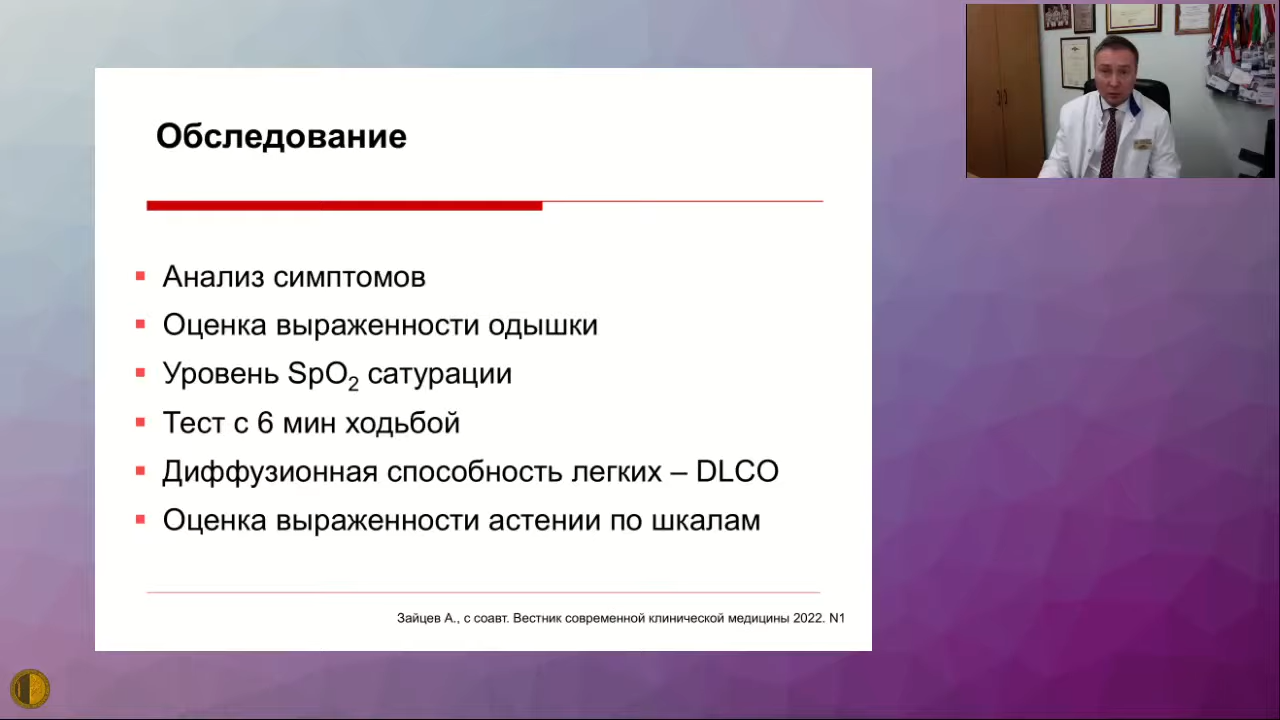 Обследование
Анализ симптомов
Оценка выраженности одышки
Уровень SpO₂ сатурации
Тест с 6 мин ходьбой
Диффузионная способность легких – DLCO
Оценка выраженности астении по шкалам
Зайцев А., с соавт. Вестник современной клинической медицины 2022. N1